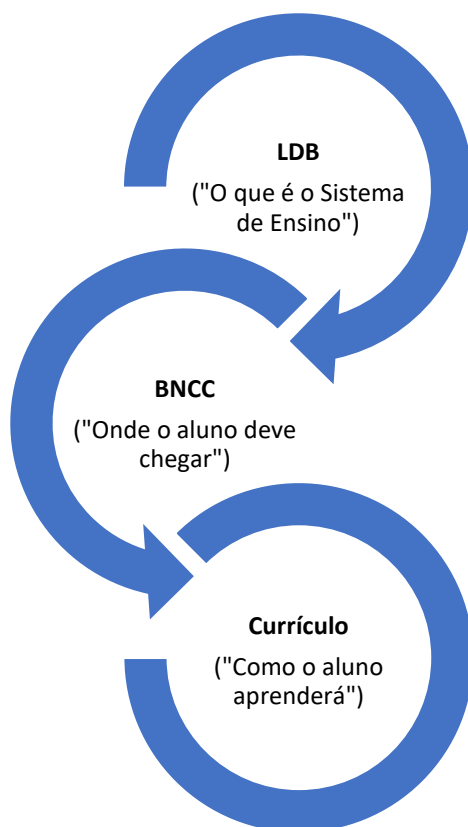 LDB
("O que é o Sistema
de Ensino")
BNCC
("Onde o aluno deve
chegar")
Currículo
("Como o aluno
aprenderá")